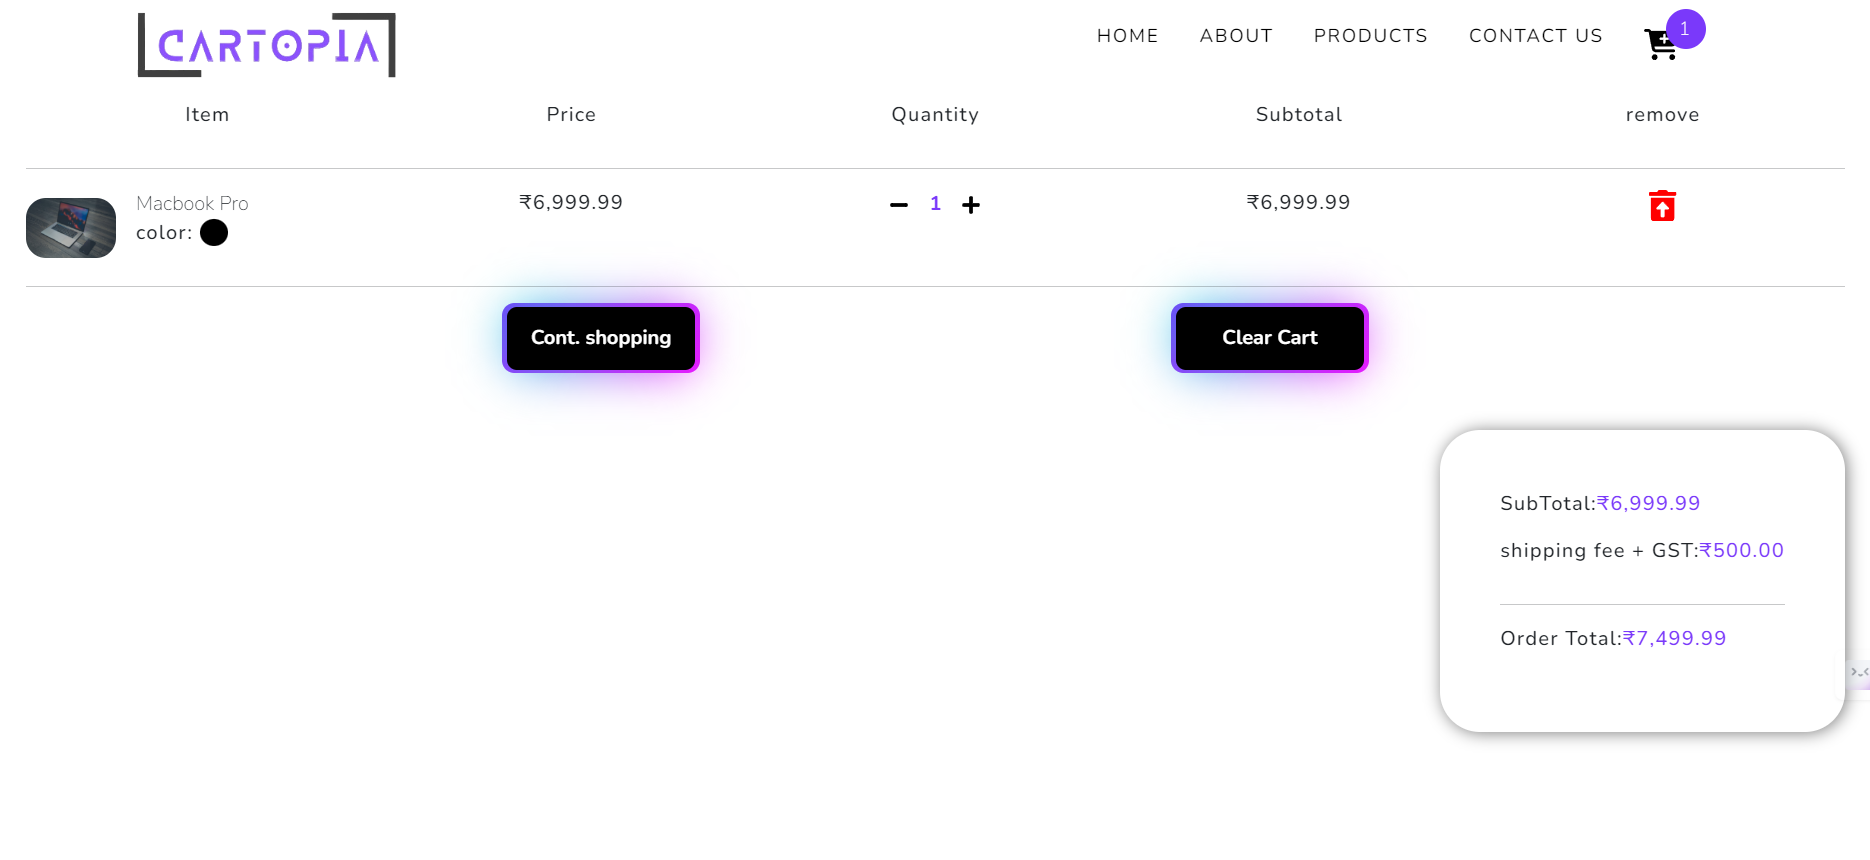 CARTOPIA
HOME ABOUT PRODUCTS CONTACT US 1
Item Price Quantity Subtotal remove
Macbook Pro ₹6,999.99 1 ₹6,999.99
color:
Cont. shopping Clear Cart
SubTotal:₹6,999.99
shipping fee + GST:₹500.00
Order Total:₹7,499.99